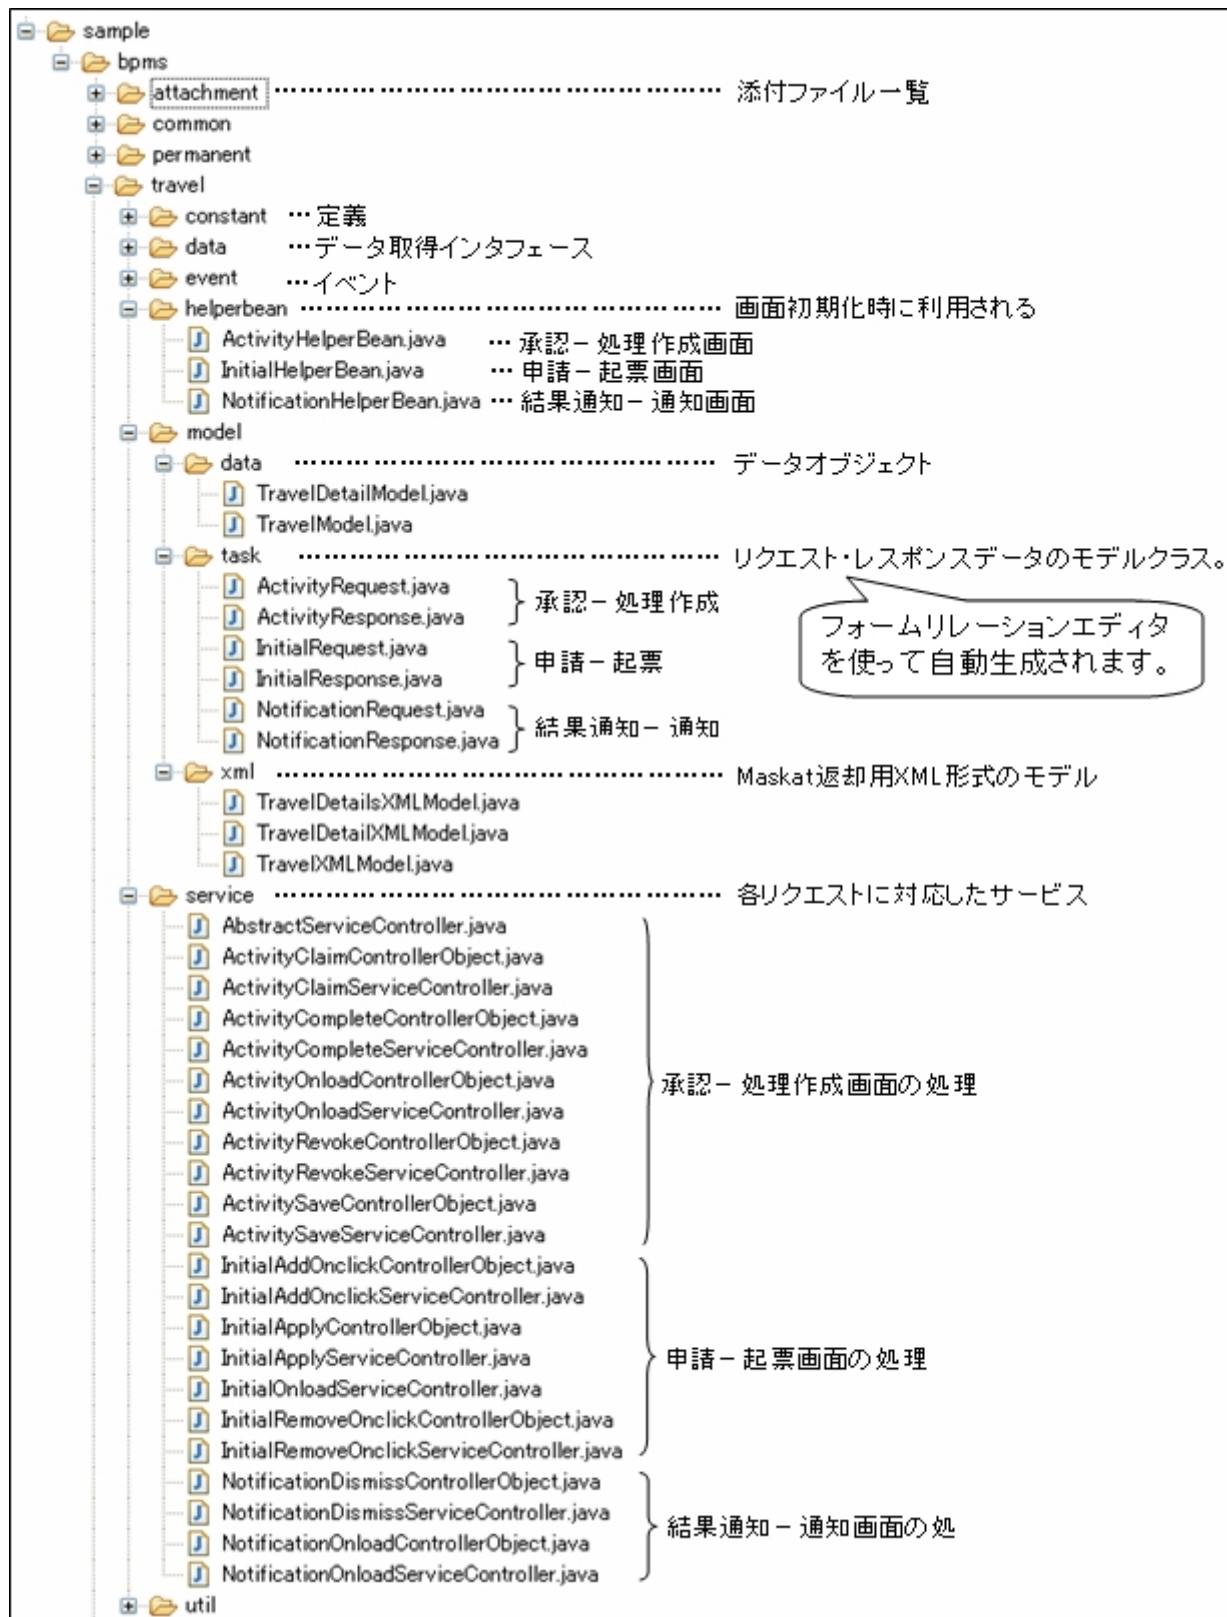 sample
bpms
attachment ………………………………………… 添付ファイル一覧
common
permanent
travel
constant …定義
data …データ取得インタフェース
event …イベント
helperbean ………………………………………… 画面初期化時に利用される
ActivityHelperBean.java … 承認－処理作成画面
InitialHelperBean.java … 申請－起票画面
NotificationHelperBean.java … 結果通知－通知画面
model
data ………………………………………… データオブジェクト
TravelDetailModel.java
TravelModel.java
task ………………………………………… リクエスト・レスポンスデータのモデルクラス。
ActivityRequest.java
承認－処理作成
ActivityResponse.java
フォームリレーションエディタ
を使って自動生成されます。
InitialRequest.java
申請－起票
InitialResponse.java
NotificationRequest.java
結果通知－通知
NotificationResponse.java
xml ………………………………………… Maskat返却用XML形式のモデル
TravelDetailsXMLModel.java
TravelDetailXMLModel.java
TravelXMLModel.java
service ………………………………………… 各リクエストに対応したサービス
AbstractServiceController.java
ActivityClaimControllerObject.java
ActivityClaimServiceController.java
ActivityCompleteControllerObject.java
ActivityCompleteServiceController.java
ActivityOnloadControllerObject.java
承認－処理作成画面の処理
ActivityOnloadServiceController.java
ActivityRevokeControllerObject.java
ActivityRevokeServiceController.java
ActivitySaveControllerObject.java
ActivitySaveServiceController.java
InitialAddOnclickControllerObject.java
InitialAddOnclickServiceController.java
InitialApplyControllerObject.java
InitialApplyServiceController.java
申請－起票画面の処理
InitialOnloadServiceController.java
InitialRemoveOnclickControllerObject.java
InitialRemoveOnclickServiceController.java
NotificationDismissControllerObject.java
NotificationDismissServiceController.java
結果通知－通知画面の処
NotificationOnloadControllerObject.java
NotificationOnloadServiceController.java
util